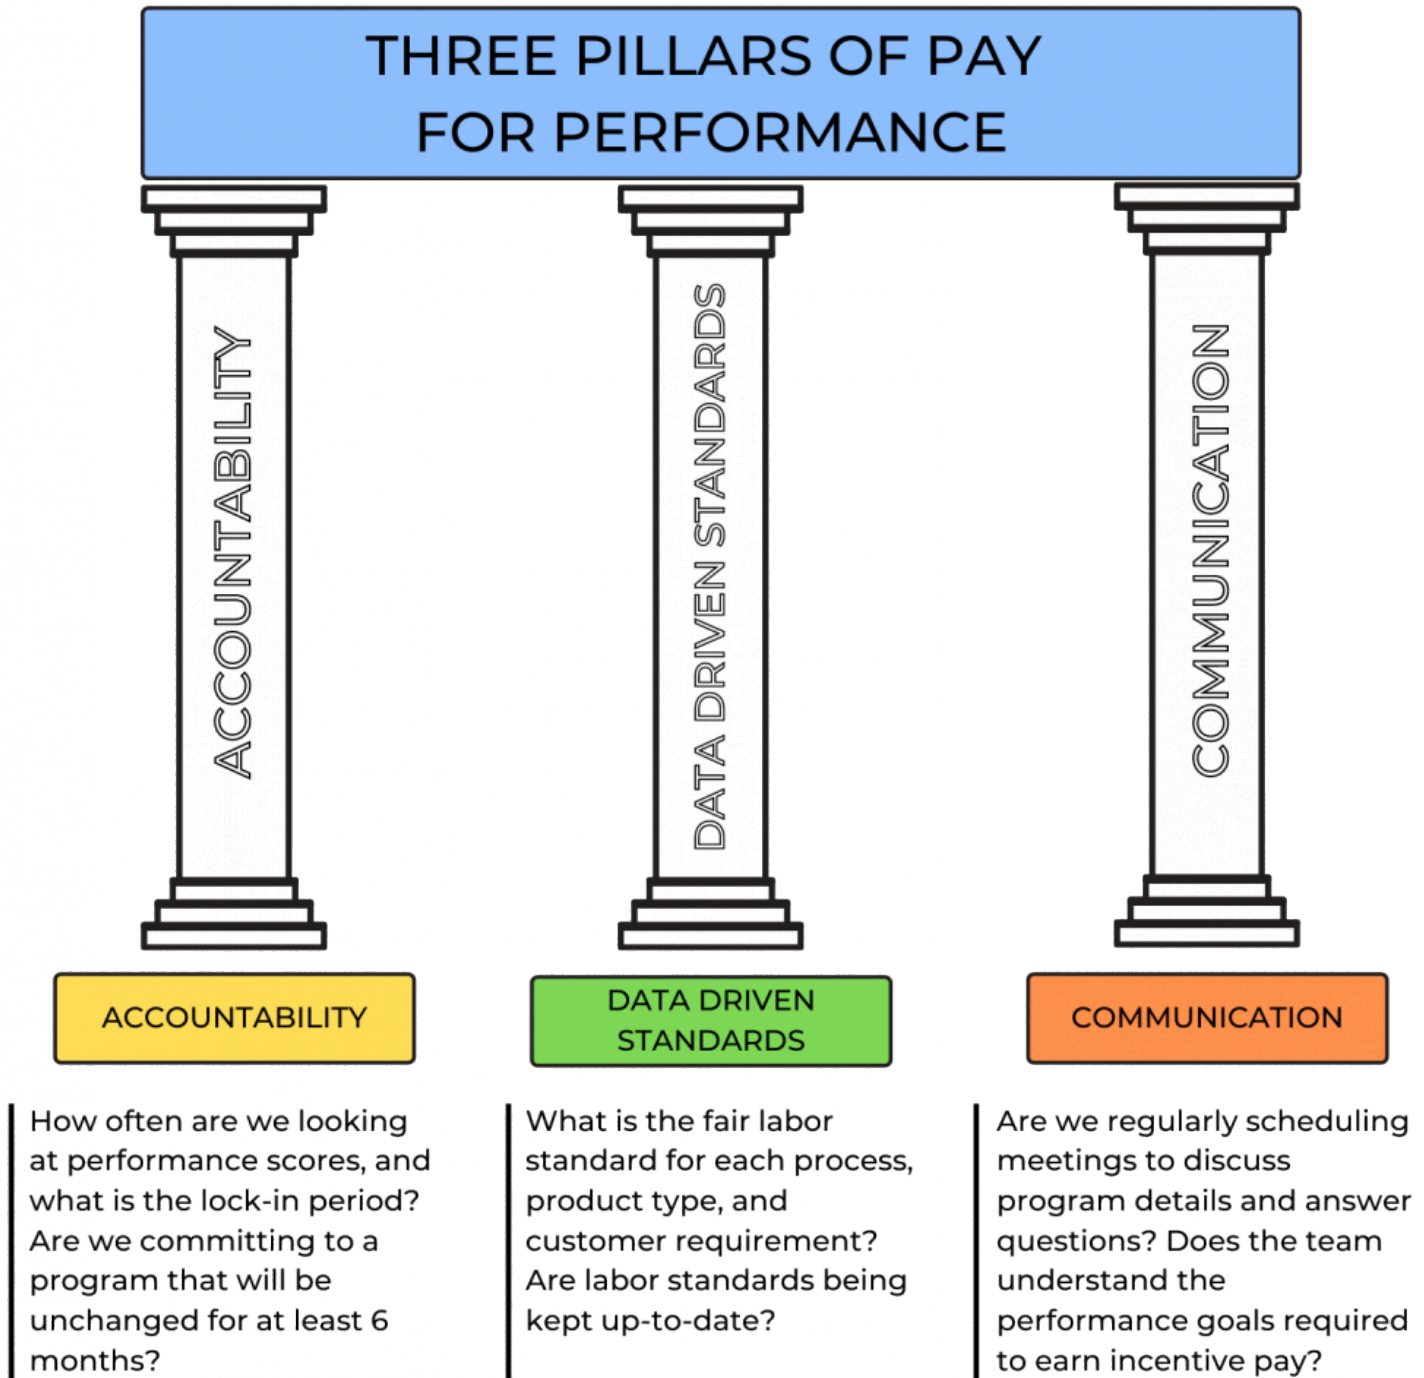 THREE PILLARS OF PAY
FOR PERFORMANCE
ACCOUNTABILITY
DATA DRIVEN STANDARDS
COMMUNICATION
ACCOUNTABILITY
How often are we looking
at performance scores, and
what is the lock-in period?
Are we committing to a
program that will be
unchanged for at least 6
months?
DATA DRIVEN
STANDARDS
What is the fair labor
standard for each process,
product type, and
customer requirement?
Are labor standards being
kept up-to-date?
COMMUNICATION
Are we regularly scheduling
meetings to discuss
program details and answer
questions? Does the team
understand the
performance goals required
to earn incentive pay?